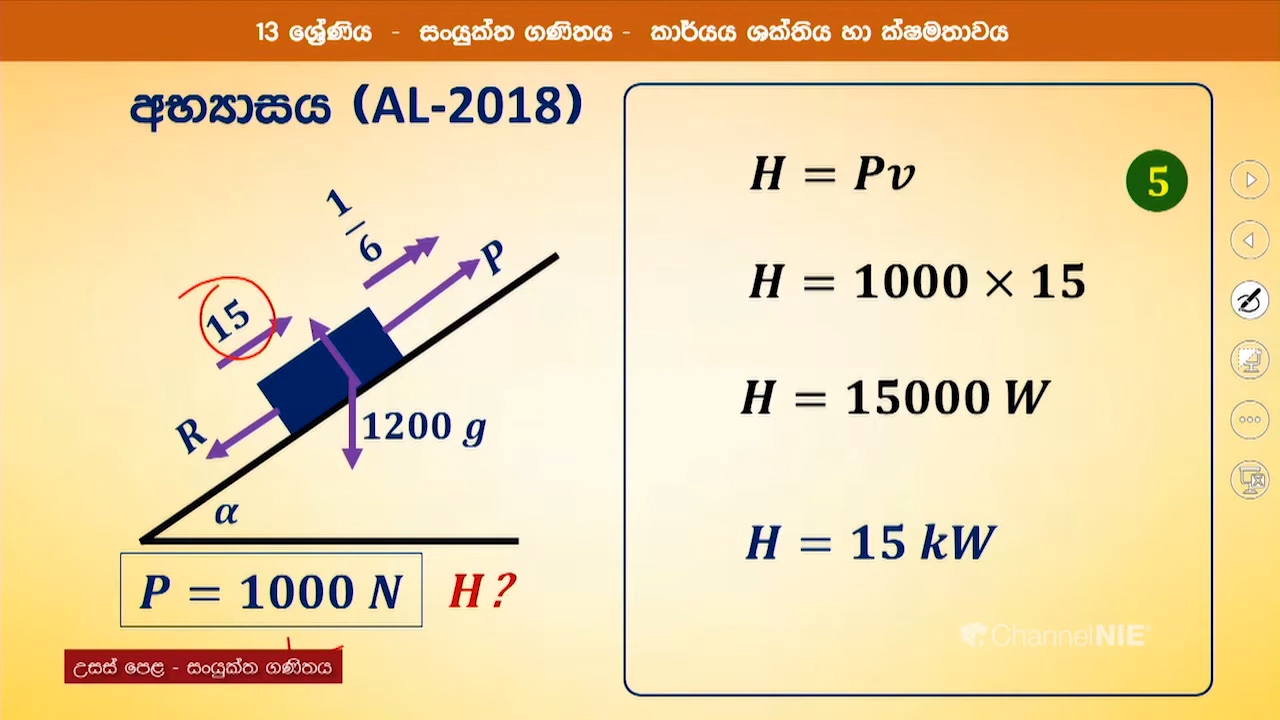 13 ශ්‍රේණිය - සංයුක්ත ගණිතය - කාර්යය ශක්තිය හා ක්ෂමතාවය
අභ්‍යාසය (AL-2018)
1/6
P
15
R
1200 g
α
P = 1000 N
H?
H = Pv
5
H = 1000 × 15
H = 15000 W
H = 15 kW
ChannelNIE
උසස් පෙළ - සංයුක්ත ගණිතය